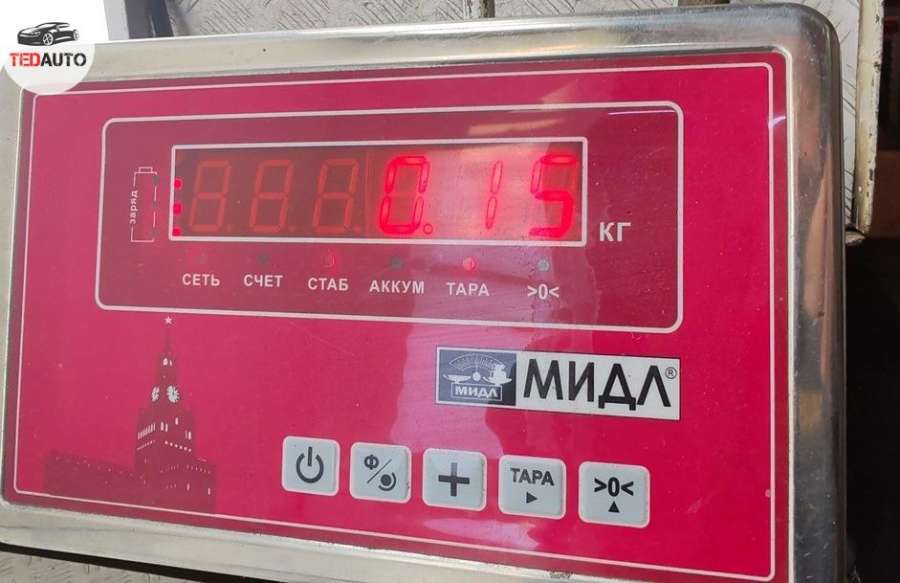 TEDAUTO
заряд
0.15
КГ
СЕТЬ СЧЕТ СТАБ АККУМ ТАРА >0<
МИДЛ МИДЛ®
Ф ТАРА >0<